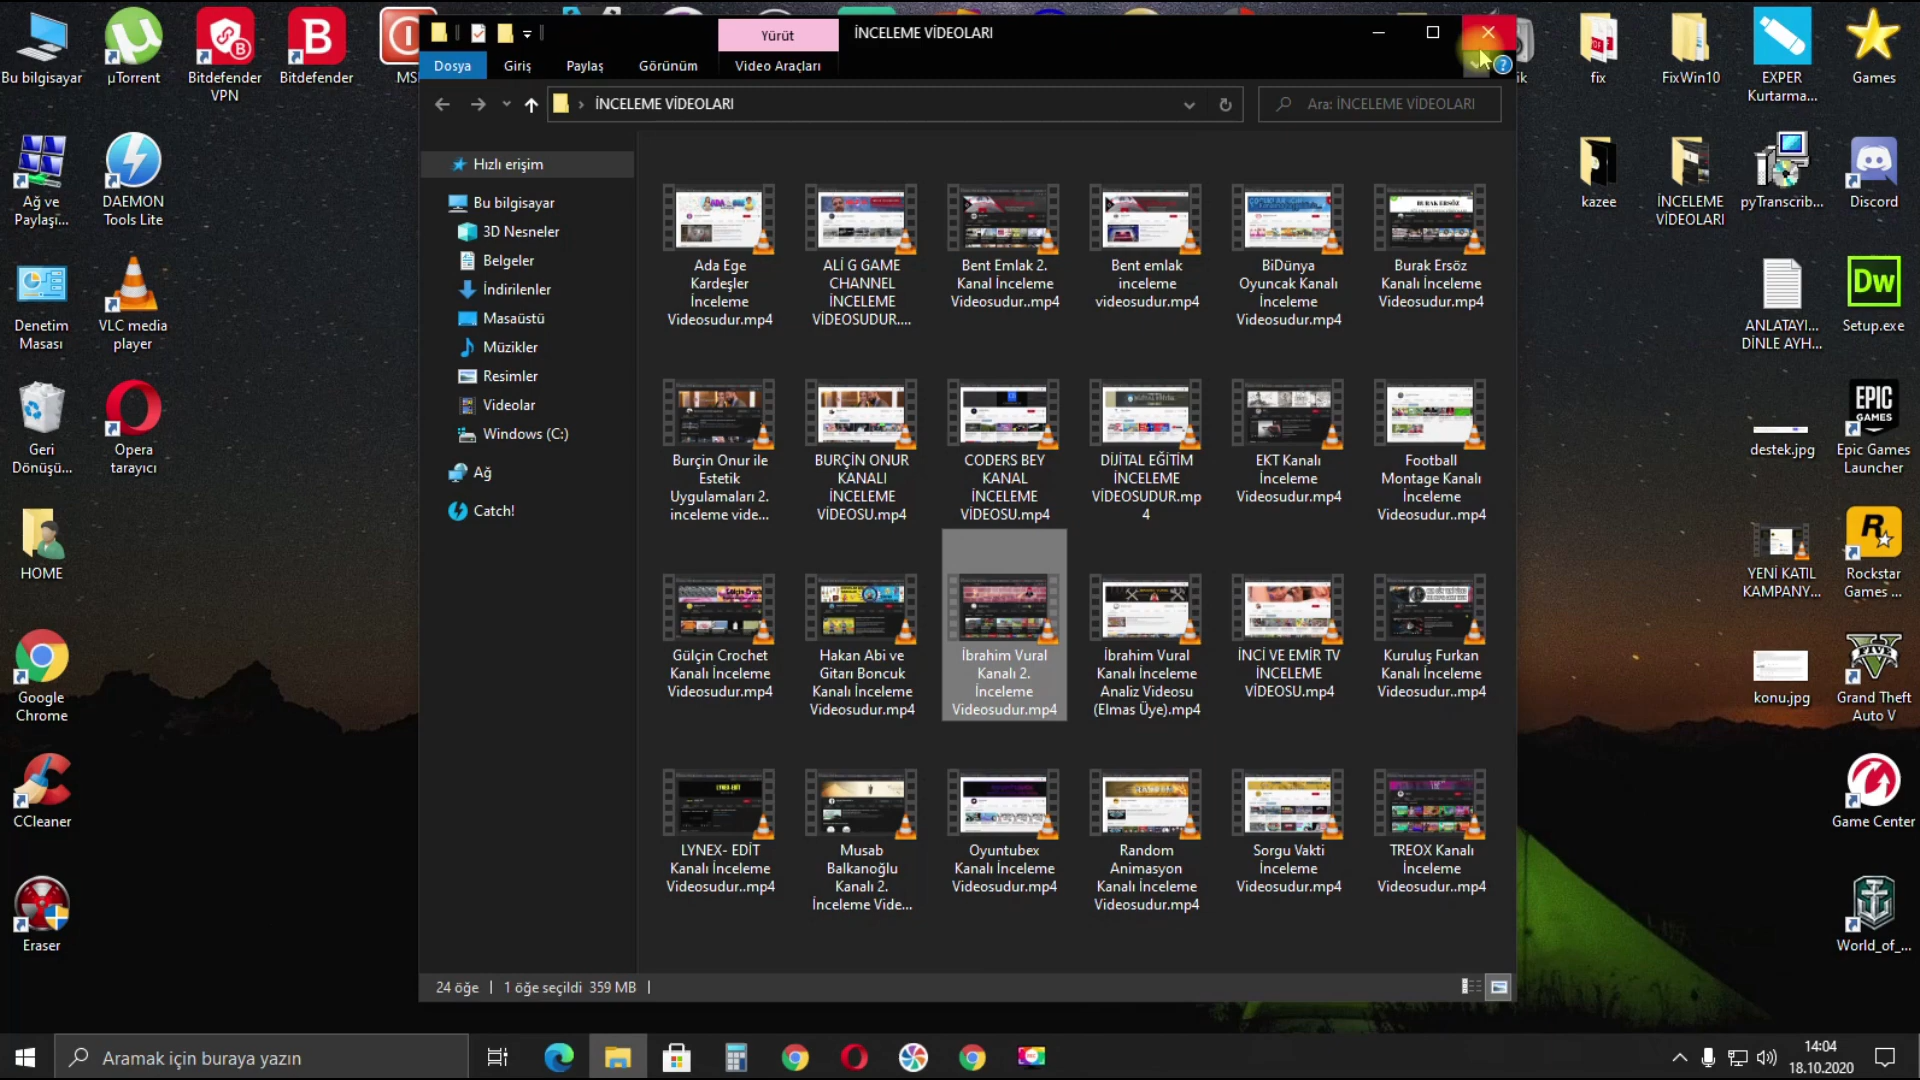 Bu bilgisayar
µTorrent
Bitdefender
VPN
Bitdefender
MS
Yürüt
İNCELEME VİDEOLARI
Dosya
Giriş
Paylaş
Görünüm
Video Araçları
İNCELEME VİDEOLARI
Ara: İNCELEME VİDEOLARI
ik
fix
FixWin10
EXPER
Kurtarma...
Games
Ağ ve
Paylaşı...
DAEMON
Tools Lite
kazee
İNCELEME
VİDEOLARI
pyTranscrib...
Discord
Denetim
Masası
VLC media
player
ANLATAYI...
DİNLE AYH...
Setup.exe
Geri
Dönüşü...
Opera
tarayıcı
destek.jpg
Epic Games
Launcher
HOME
YENİ KATIL
KAMPANY...
Rockstar
Games ...
Google
Chrome
konu.jpg
Grand Theft
Auto V
CCleaner
Game Center
Eraser
World_of_...
Hızlı erişim
Bu bilgisayar
3D Nesneler
Belgeler
İndirilenler
Masaüstü
Müzikler
Resimler
Videolar
Windows (C:)
Ağ
Catch!
Ada Ege
Kardeşler
İnceleme
Videosudur.mp4
ALİ G GAME
CHANNEL
İNCELEME
VİDEOSUDUR....
Bent Emlak 2.
Kanal İnceleme
Videosudur..mp4
Bent emlak
inceleme
videosudur.mp4
BiDünya
Oyuncak Kanalı
İnceleme
Videosudur.mp4
Burak Ersöz
Kanalı İnceleme
Videosudur.mp4
Burçin Onur ile
Estetik
Uygulamaları 2.
inceleme vide...
BURÇİN ONUR
KANALI
İNCELEME
VİDEOSU.mp4
CODERS BEY
KANAL
İNCELEME
VİDEOSU.mp4
DİJİTAL EĞİTİM
İNCELEME
VİDEOSUDUR.mp
4
EKT Kanalı
İnceleme
Videosudur.mp4
Football
Montage Kanalı
İnceleme
Videosudur..mp4
Gülçin Crochet
Kanalı İnceleme
Videosudur.mp4
Hakan Abi ve
Gitarı Boncuk
Kanalı İnceleme
Videosudur.mp4
İbrahim Vural
Kanalı 2.
İnceleme
Videosudur.mp4
İbrahim Vural
Kanalı İnceleme
Analiz Videosu
(Elmas Üye).mp4
İNCİ VE EMİR TV
İNCELEME
VİDEOSU.mp4
Kuruluş Furkan
Kanalı İnceleme
Videosudur..mp4
LYNEX- EDİT
Kanalı İnceleme
Videosudur..mp4
Musab
Balkanoğlu
Kanalı 2.
İnceleme Vide...
Oyuntubex
Kanalı İnceleme
Videosudur.mp4
Random
Animasyon
Kanalı İnceleme
Videosudur.mp4
Sorgu Vakti
İnceleme
Videosudur.mp4
TREOX Kanalı
İnceleme
Videosudur..mp4
24 öğe
1 öğe seçildi 359 MB
Aramak için buraya yazın
14:04
18.10.2020